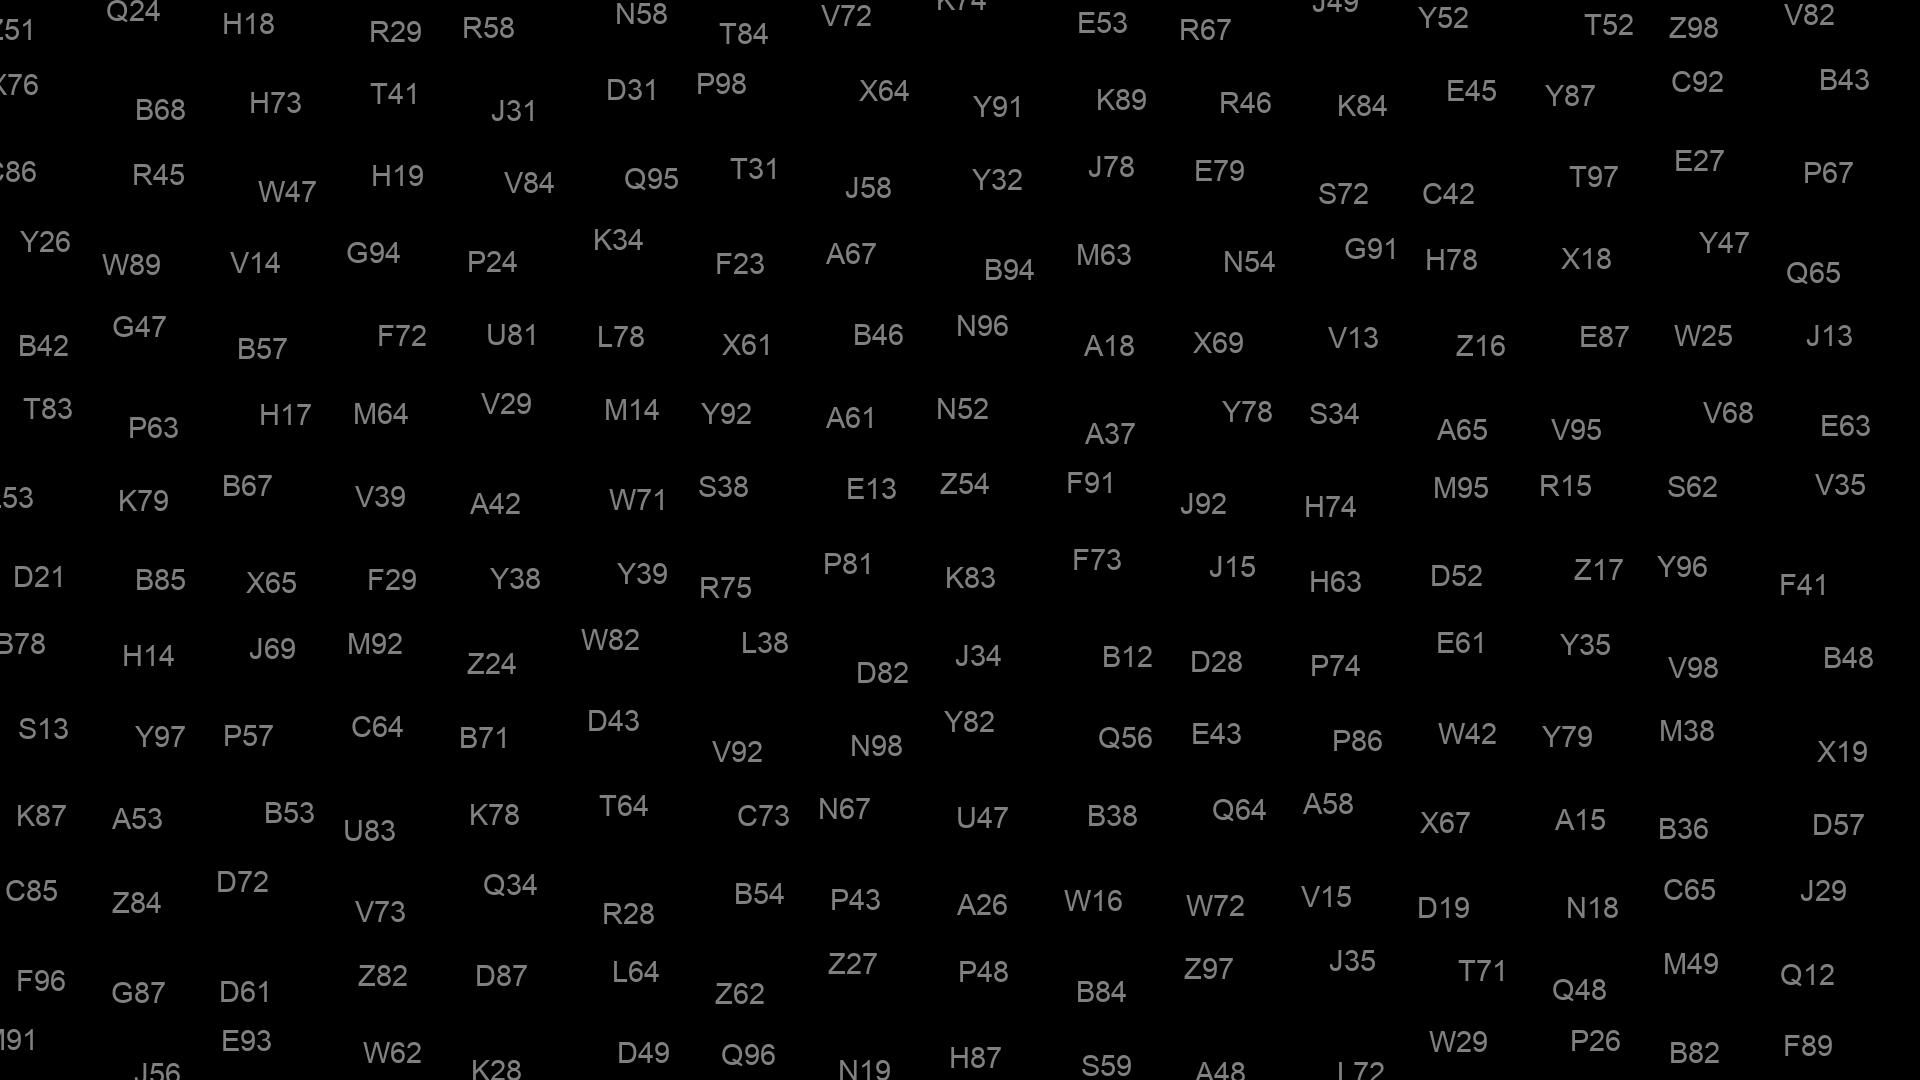 Q24 H18 R29 R58 N58 T84 V72 K74 E53 R67 J49 Y52 T52 Z98 V82
B68 H73 T41 J31 D31 P98 X64 Y91 K89 R46 K84 E45 Y87 C92 B43
R45 W47 H19 V84 Q95 T31 J58 Y32 J78 E79 S72 C42 T97 E27 P67
Y26 W89 V14 G94 P24 K34 F23 A67 B94 M63 N54 G91 H78 X18 Y47 Q65
B42 G47 B57 F72 U81 L78 X61 B46 N96 A18 X69 V13 Z16 E87 W25 J13
T83 P63 H17 M64 V29 M14 Y92 A61 N52 A37 Y78 S34 A65 V95 V68 E63
K79 B67 V39 A42 W71 S38 E13 Z54 F91 J92 H74 M95 R15 S62 V35
D21 B85 X65 F29 Y38 Y39 R75 P81 K83 F73 J15 H63 D52 Z17 Y96 F41
B78 H14 J69 M92 Z24 W82 L38 D82 J34 B12 D28 P74 E61 Y35 V98 B48
S13 Y97 P57 C64 B71 D43 V92 N98 Y82 Q56 E43 P86 W42 Y79 M38 X19
K87 A53 B53 U83 K78 T64 C73 N67 U47 B38 Q64 A58 X67 A15 B36 D57
C85 Z84 D72 V73 Q34 R28 B54 P43 A26 W16 W72 V15 D19 N18 C65 J29
F96 G87 D61 Z82 D87 L64 Z62 Z27 P48 B84 Z97 J35 T71 Q48 M49 Q12
J56 E93 W62 K28 D49 Q96 N19 H87 S59 A48 L72 W29 P26 B82 F89